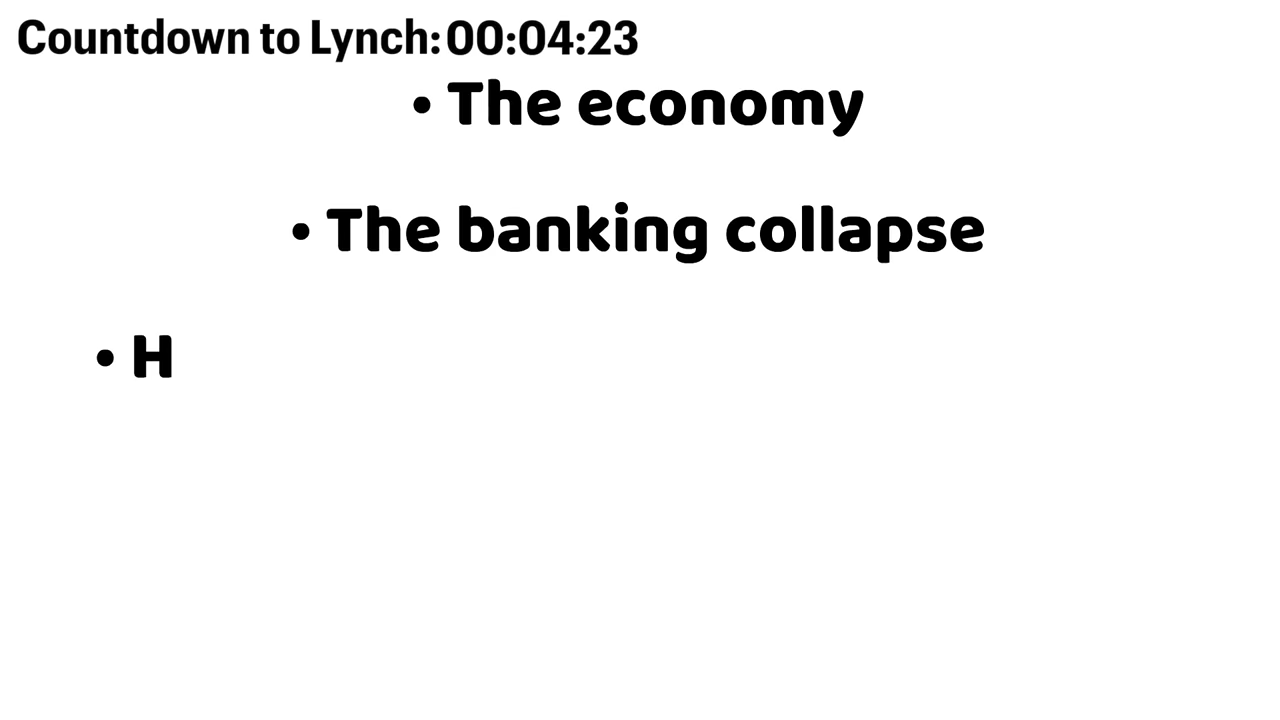 Countdown to Lynch: 00:04:23
• The economy
• The banking collapse
• H